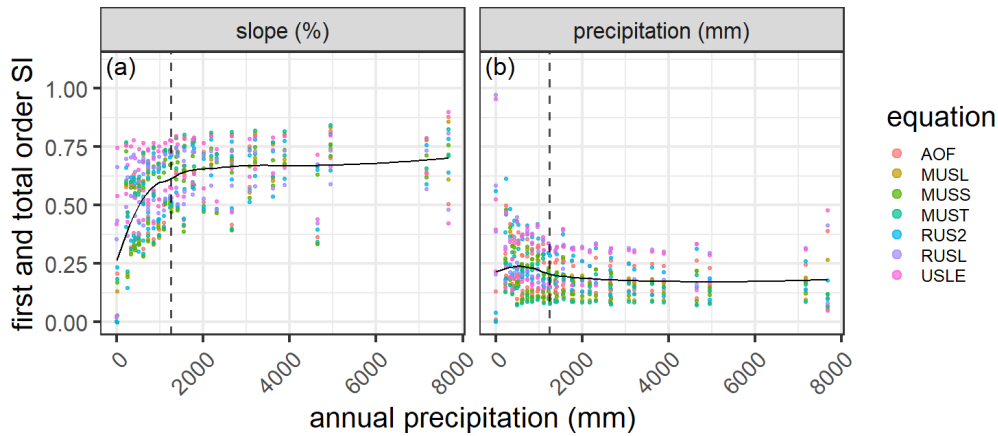 slope (%)
precipitation (mm)
(a)
(b)
first and total order SI
1.00
0.75
0.50
0.25
0.00
0
2000
4000
6000
8000
0
2000
4000
6000
8000
annual precipitation (mm)
equation
AOF
MUSL
MUSS
MUST
RUS2
RUSL
USLE